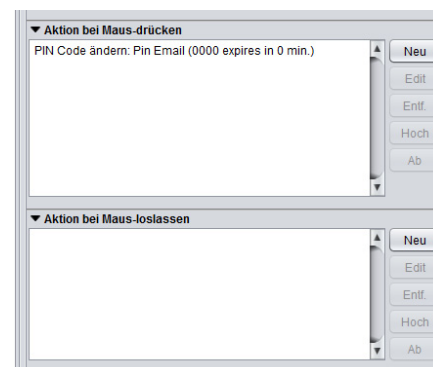 Aktion bei Maus-drücken
PIN Code ändern: Pin Email (0000 expires in 0 min.)
Neu
Edit
Entf.
Hoch
Ab
Aktion bei Maus-loslassen
Neu
Edit
Entf.
Hoch
Ab